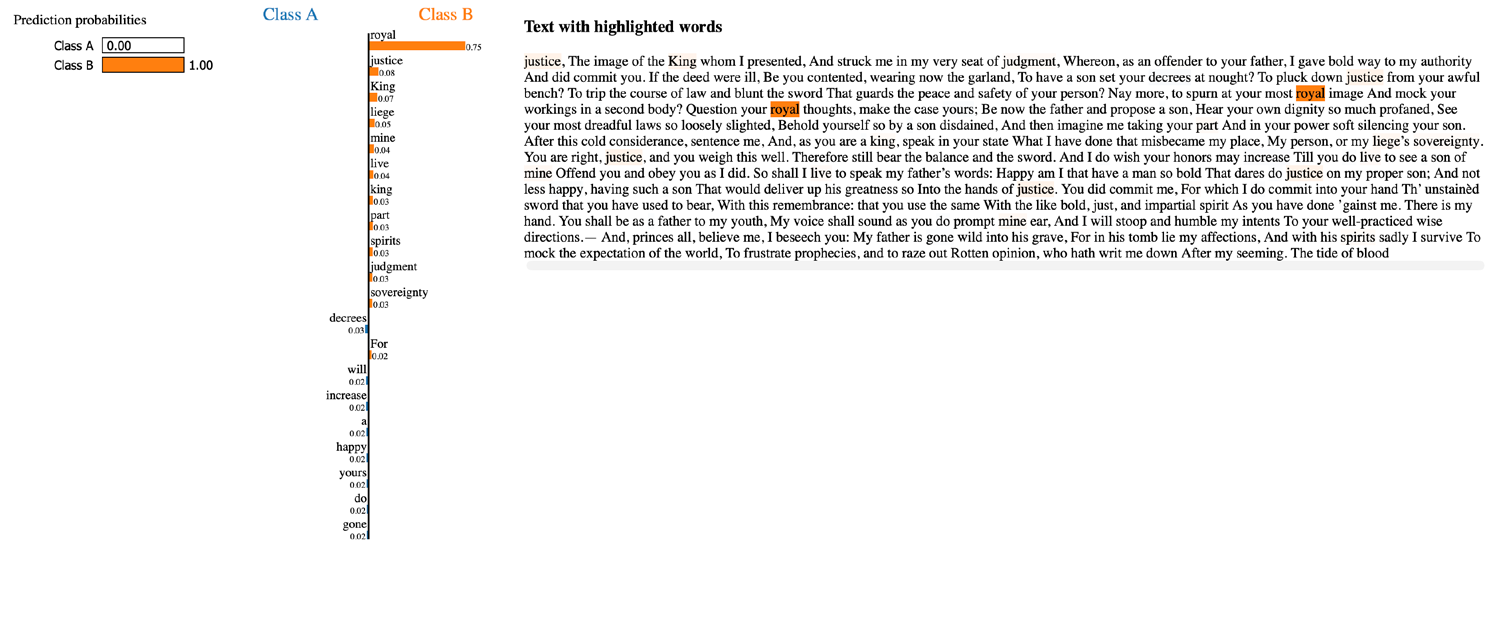 Prediction probabilities
Class A 0.00
Class B 1.00
Class A Class B
royal
0.75
justice
0.08
King
0.07
liege
0.05
mine
0.04
live
0.04
king
0.03
part
0.03
spirits
0.03
judgment
0.03
sovereignty
0.03
decrees
0.03
For
0.02
will
0.02
increase
0.02
a
0.02
happy
0.02
yours
0.02
do
0.02
gone
0.02
Text with highlighted words
justice, The image of the King whom I presented, And struck me in my very seat of judgment, Whereon, as an offender to your father, I gave bold way to my authority
And did commit you. If the deed were ill, Be you contented, wearing now the garland, To have a son set your decrees at nought? To pluck down justice from your awful
bench? To trip the course of law and blunt the sword That guards the peace and safety of your person? Nay more, to spurn at your most royal image And mock your
workings in a second body? Question your royal thoughts, make the case yours; Be now the father and propose a son, Hear your own dignity so much profaned, See
your most dreadful laws so loosely slighted, Behold yourself so by a son disdained, And then imagine me taking your part And in your power soft silencing your son.
After this cold considerance, sentence me, And, as you are a king, speak in your state What I have done that misbecame my place, My person, or my liege’s sovereignty.
You are right, justice, and you weigh this well. Therefore still bear the balance and the sword. And I do wish your honors may increase Till you do live to see a son of
mine Offend you and obey you as I did. So shall I live to speak my father’s words: Happy am I that have a man so bold That dares do justice on my proper son; And not
less happy, having such a son That would deliver up his greatness so Into the hands of justice. You did commit me, For which I do commit into your hand Th’ unstainèd
sword that you have used to bear, With this remembrance: that you use the same With the like bold, just, and impartial spirit As you have done ’gainst me. There is my
hand. You shall be as a father to my youth, My voice shall sound as you do prompt mine ear, And I will stoop and humble my intents To your well-practiced wise
directions.— And, princes all, believe me, I beseech you: My father is gone wild into his grave, For in his tomb lie my affections, And with his spirits sadly I survive To
mock the expectation of the world, To frustrate prophecies, and to raze out Rotten opinion, who hath writ me down After my seeming. The tide of blood